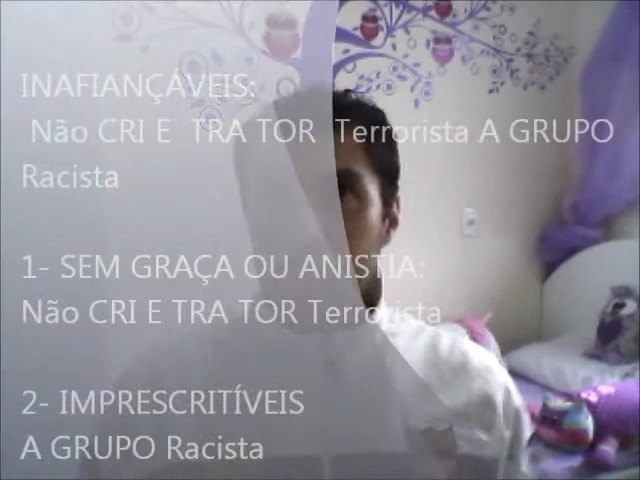 INAFIANÇÁVEIS:
Não CRI E TRA TOR Terrorista A GRUPO
Racista
1- SEM GRAÇA OU ANISTIA:
Não CRI E TRA TOR Terrorista
2- IMPRESCRITÍVEIS
A GRUPO Racista